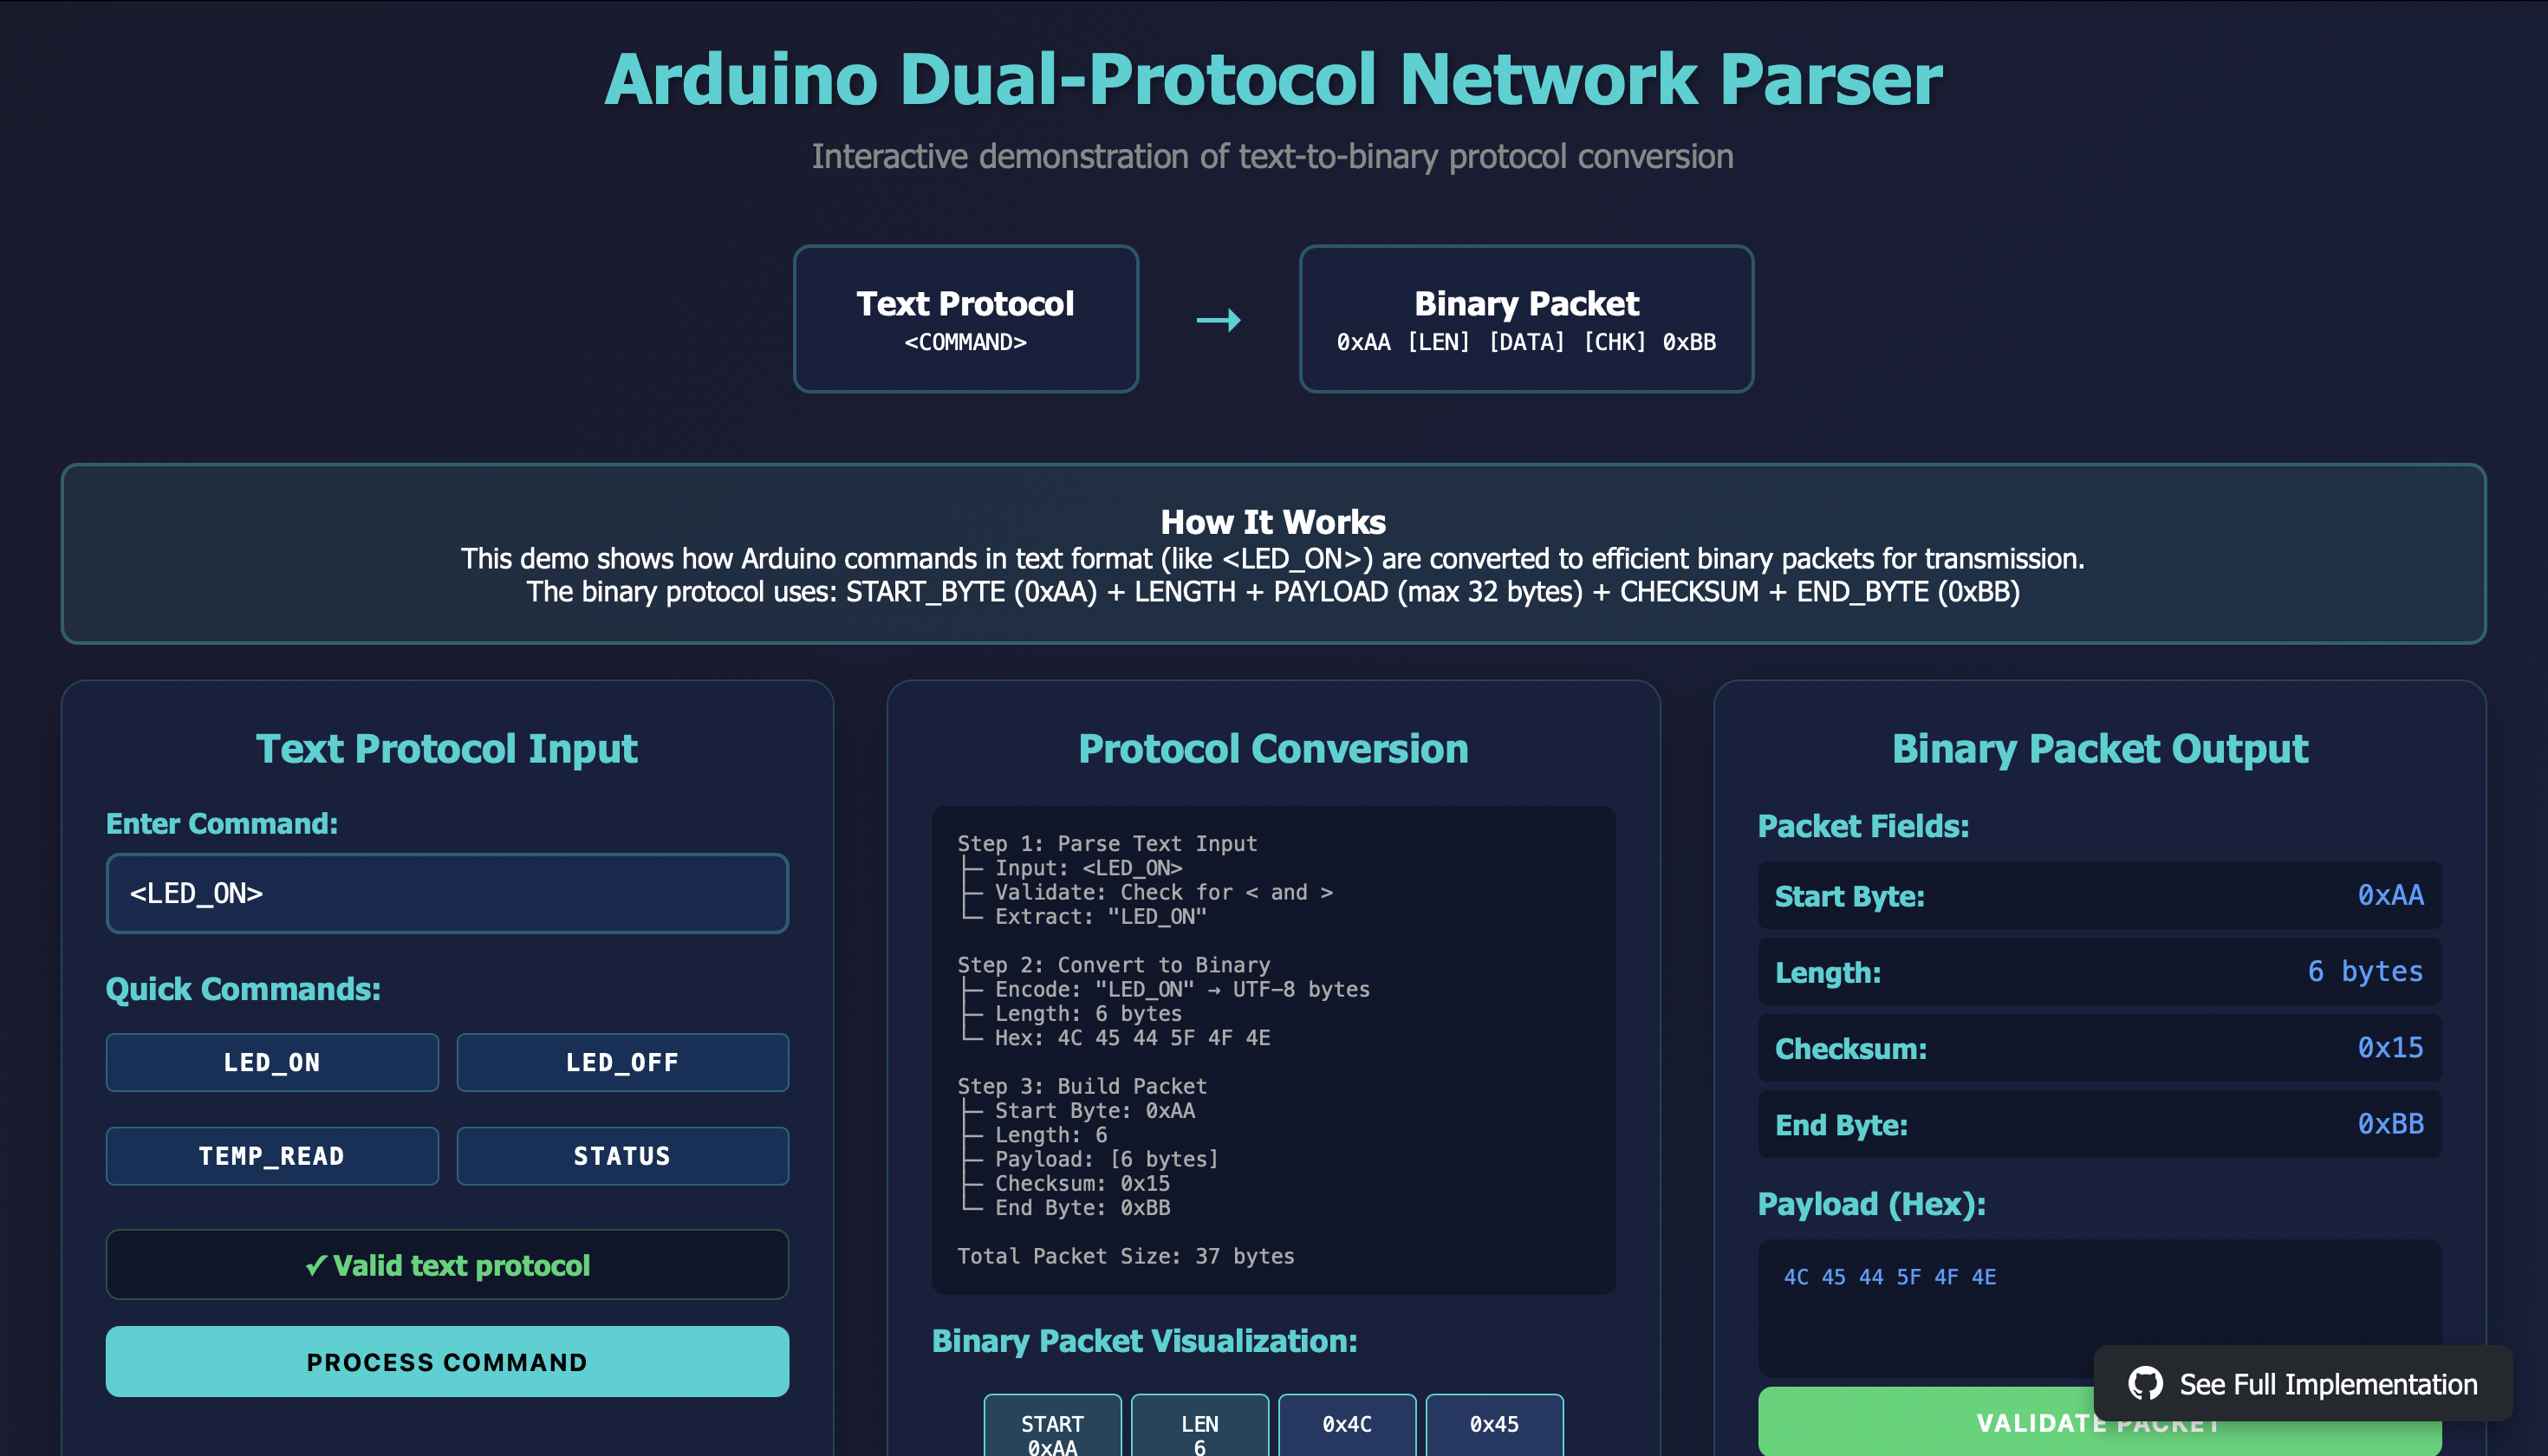 Arduino Dual-Protocol Network Parser
Interactive demonstration of text-to-binary protocol conversion
Text Protocol
<COMMAND>
→
Binary Packet
0xAA [LEN] [DATA] [CHK] 0xBB
How It Works
This demo shows how Arduino commands in text format (like <LED_ON>) are converted to efficient binary packets for transmission.
The binary protocol uses: START_BYTE (0xAA) + LENGTH + PAYLOAD (max 32 bytes) + CHECKSUM + END_BYTE (0xBB)
Text Protocol Input
Enter Command:
<LED_ON>
Quick Commands:
LED_ON
LED_OFF
TEMP_READ
STATUS
✓ Valid text protocol
PROCESS COMMAND
Protocol Conversion
Step 1: Parse Text Input
├─ Input: <LED_ON>
├─ Validate: Check for < and >
└─ Extract: "LED_ON"
Step 2: Convert to Binary
├─ Encode: "LED_ON" → UTF-8 bytes
├─ Length: 6 bytes
└─ Hex: 4C 45 44 5F 4F 4E
Step 3: Build Packet
├─ Start Byte: 0xAA
├─ Length: 6
├─ Payload: [6 bytes]
├─ Checksum: 0x15
└─ End Byte: 0xBB
Total Packet Size: 37 bytes
Binary Packet Visualization:
START
0xAA
LEN
6
0x4C
0x45
Binary Packet Output
Packet Fields:
Start Byte: 0xAA
Length: 6 bytes
Checksum: 0x15
End Byte: 0xBB
Payload (Hex):
4C 45 44 5F 4F 4E
VALIDATE PACKET
See Full Implementation